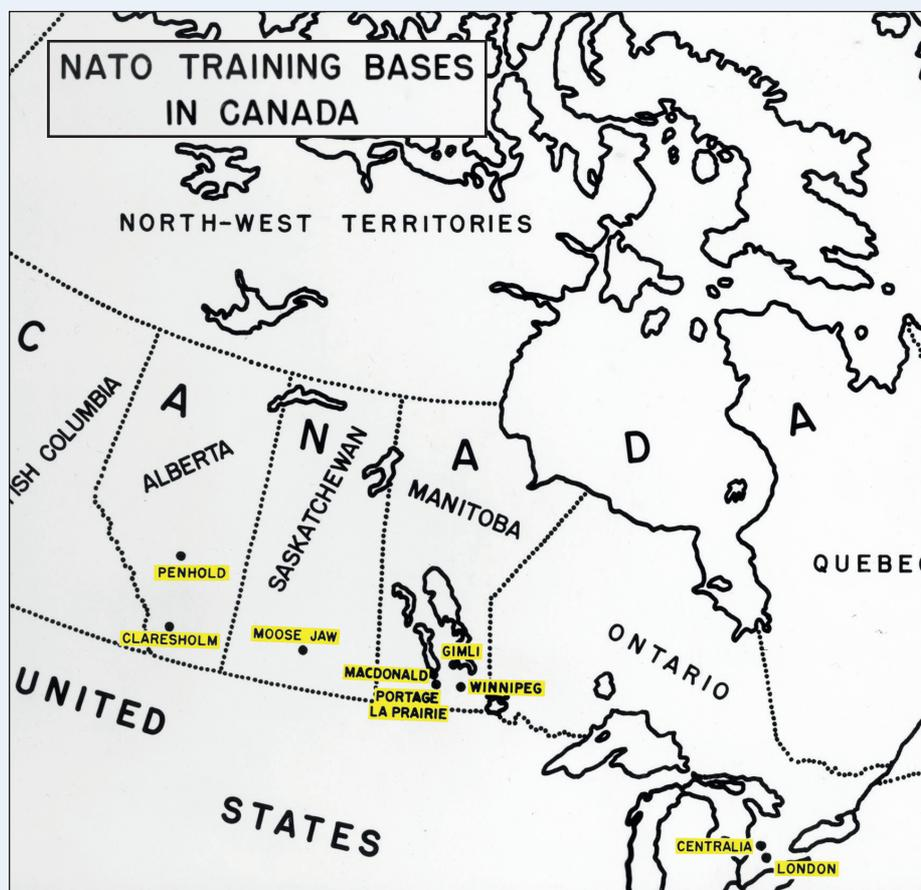 NATO TRAINING BASES
IN CANADA
NORTH-WEST TERRITORIES
C
A
N
A
D
A
ISH COLUMBIA
ALBERTA
SASKATCHEWAN
MANITOBA
QUEBEC
ONTARIO
PENHOLD
CLARESHOLM
MOOSE JAW
GIMLI
MACDONALD
WINNIPEG
PORTAGE
LA PRAIRIE
UNITED
STATES
CENTRALIA
LONDON